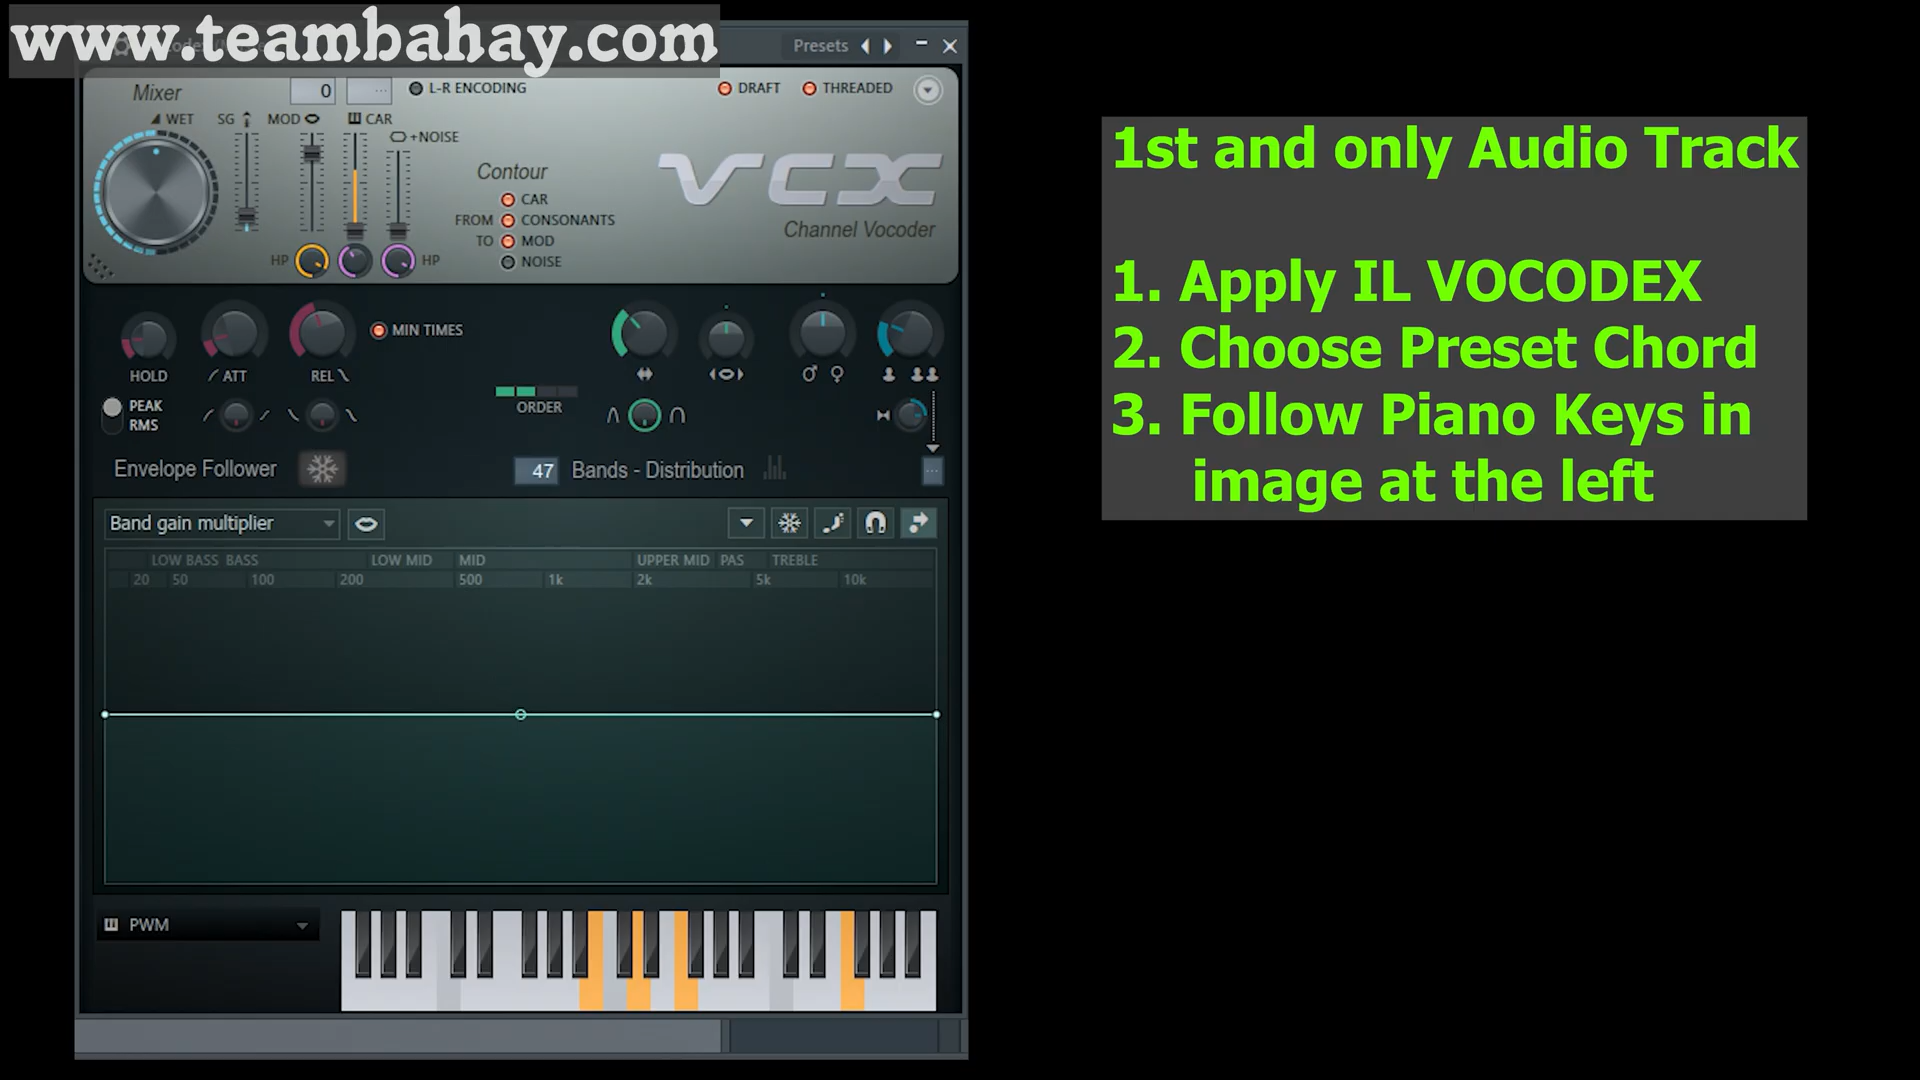 www.teambahay.com
Presets
Mixer
0
L-R ENCODING
DRAFT
THREADED
WET
SG
MOD
CAR
+NOISE
Contour
CAR
FROM CONSONANTS
TO MOD
NOISE
HP
HP
VCX
Channel Vocoder
HOLD
ATT
REL
MIN TIMES
ORDER
PEAK
RMS
Envelope Follower
47 Bands - Distribution
Band gain multiplier
LOW BASS BASS LOW MID MID UPPER MID PAS TREBLE
20 50 100 200 500 1k 2k 5k 10k
PWM
1st and only Audio Track
1. Apply IL VOCODEX
2. Choose Preset Chord
3. Follow Piano Keys in
image at the left